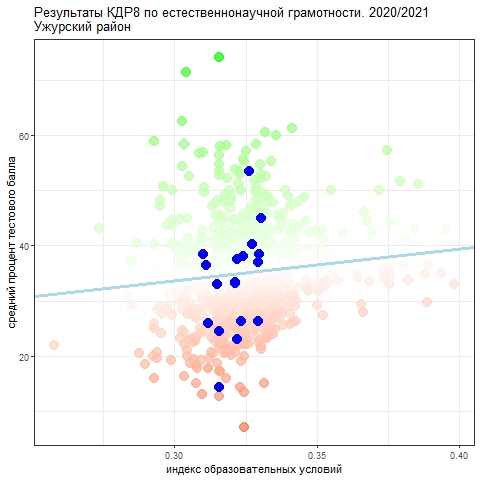 Результаты КДР8 по естественнонаучной грамотности. 2020/2021
Ужурский район
средний процент тестового балла
60
40
20
0.30 0.35 0.40
индекс образовательных условий